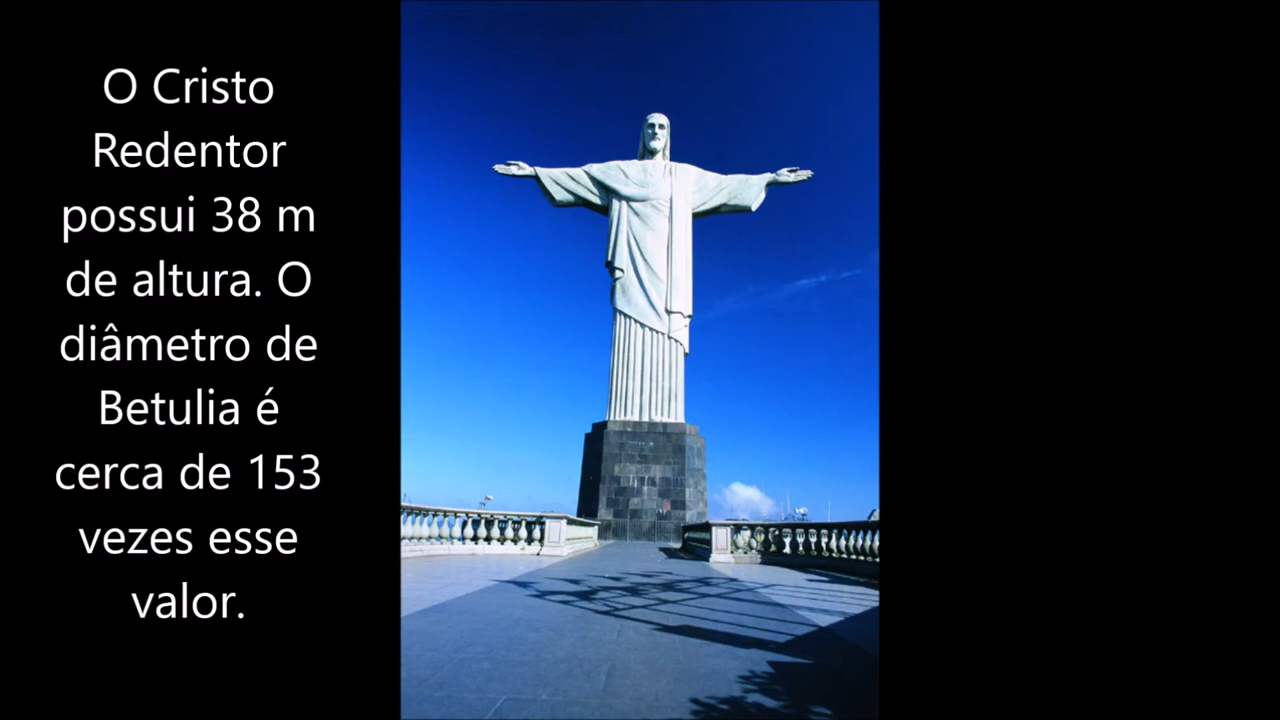 O Cristo
Redentor
possui 38 m
de altura. O
diâmetro de
Betulia é
cerca de 153
vezes esse
valor.